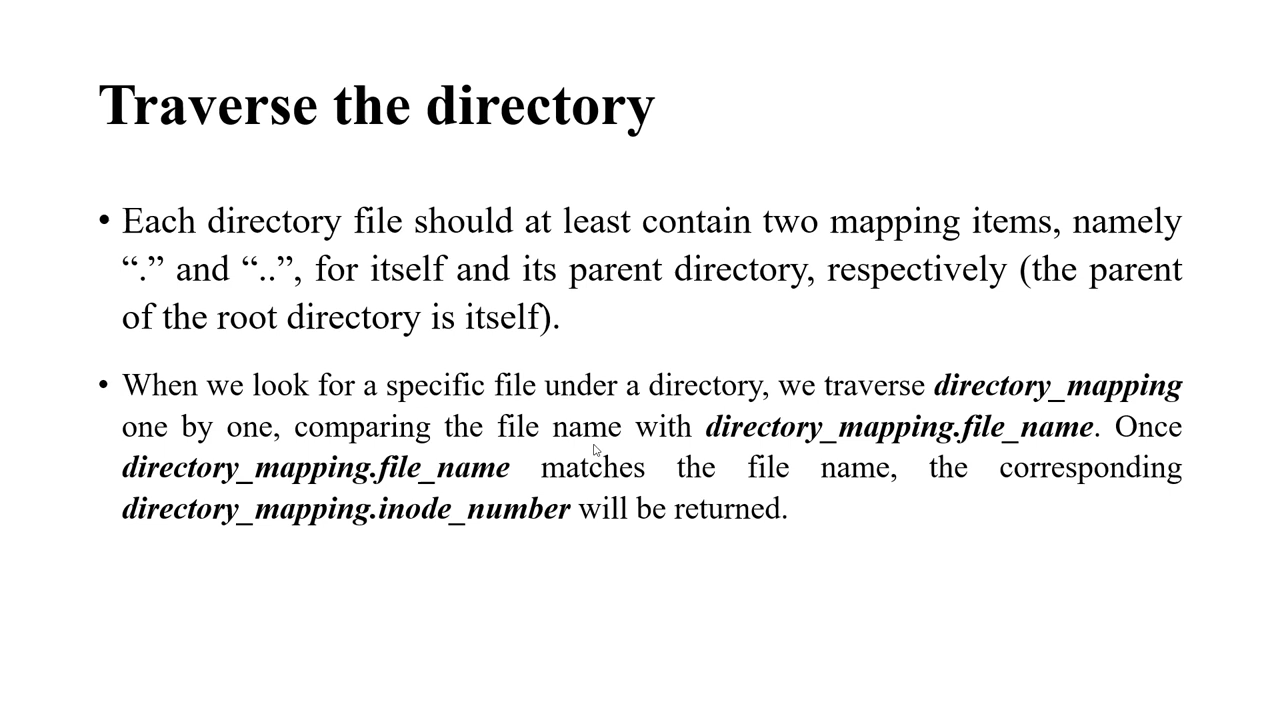 Traverse the directory
• Each directory file should at least contain two mapping items, namely
“.” and “..”, for itself and its parent directory, respectively (the parent
of the root directory is itself).
• When we look for a specific file under a directory, we traverse directory_mapping
one by one, comparing the file name with directory_mapping.file_name. Once
directory_mapping.file_name matches the file name, the corresponding
directory_mapping.inode_number will be returned.